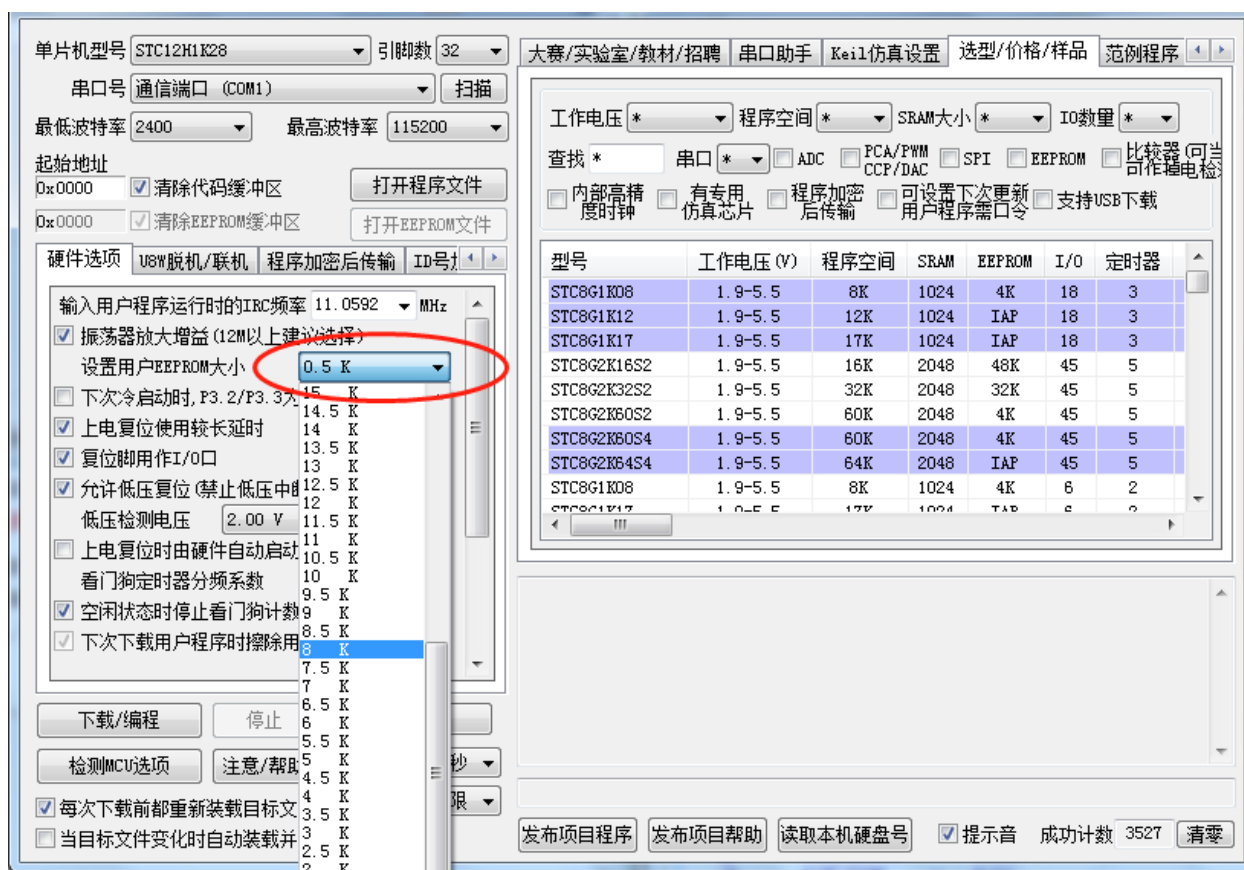 单片机型号 STC12H1K28 引脚数 32
串口号 通信端口 (COM1) 扫描
最低波特率 2400 最高波特率 115200
起始地址
0x0000 清除代码缓冲区 打开程序文件
0x0000 清除EEPROM缓冲区 打开EEPROM文件
硬件选项 U8W脱机/联机 程序加密后传输 ID号
输入用户程序运行时的IRC频率 11.0592 MHz
振荡器放大增益(12M以上建议选择)
设置用户EEPROM大小 0.5 K
下次冷启动时,P3.2/P3.3为
上电复位使用较长延时
复位脚用作I/O口
允许低压复位(禁止低压中
低压检测电压 2.00 V
上电复位时由硬件自动启动
看门狗定时器分频系数
空闲状态时停止看门狗计数
下次下载用户程序时擦除用
15 K
14.5 K
14 K
13.5 K
13 K
12.5 K
12 K
11.5 K
11 K
10.5 K
10 K
9.5 K
9 K
8.5 K
8 K
7.5 K
7 K
6.5 K
6 K
5.5 K
5 K
4.5 K
4 K
3.5 K
3 K
2.5 K
2 K
下载/编程 停止
检测MCU选项 注意/帮助 秒
每次下载前都重新装载目标文 限
当目标文件变化时自动装载并
大赛/实验室/教材/招聘 串口助手 Keil仿真设置 选型/价格/样品 范例程序
工作电压 * 程序空间 * SRAM大小 * IO数量 *
查找 * 串口 * ADC PCA/PWM CCP/DAC SPI EEPROM 比较器(可当 可作掉电检
内部高精度时钟 有专用仿真芯片 程序加密后传输 可设置下次更新用户程序需口令 支持USB下载
型号 工作电压(V) 程序空间 SRAM EEPROM I/O 定时器
STC8G1K08 1.9-5.5 8K 1024 4K 18 3
STC8G1K12 1.9-5.5 12K 1024 IAP 18 3
STC8G1K17 1.9-5.5 17K 1024 IAP 18 3
STC8G2K16S2 1.9-5.5 16K 2048 48K 45 5
STC8G2K32S2 1.9-5.5 32K 2048 32K 45 5
STC8G2K60S2 1.9-5.5 60K 2048 4K 45 5
STC8G2K60S4 1.9-5.5 60K 2048 4K 45 5
STC8G2K64S4 1.9-5.5 64K 2048 IAP 45 5
STC8G1K08 1.9-5.5 8K 1024 4K 6 2
STC8G1K17 1.9-5.5 17K 1024 IAP 6 2
发布项目程序 发布项目帮助 读取本机硬盘号 提示音 成功计数 3527 清零